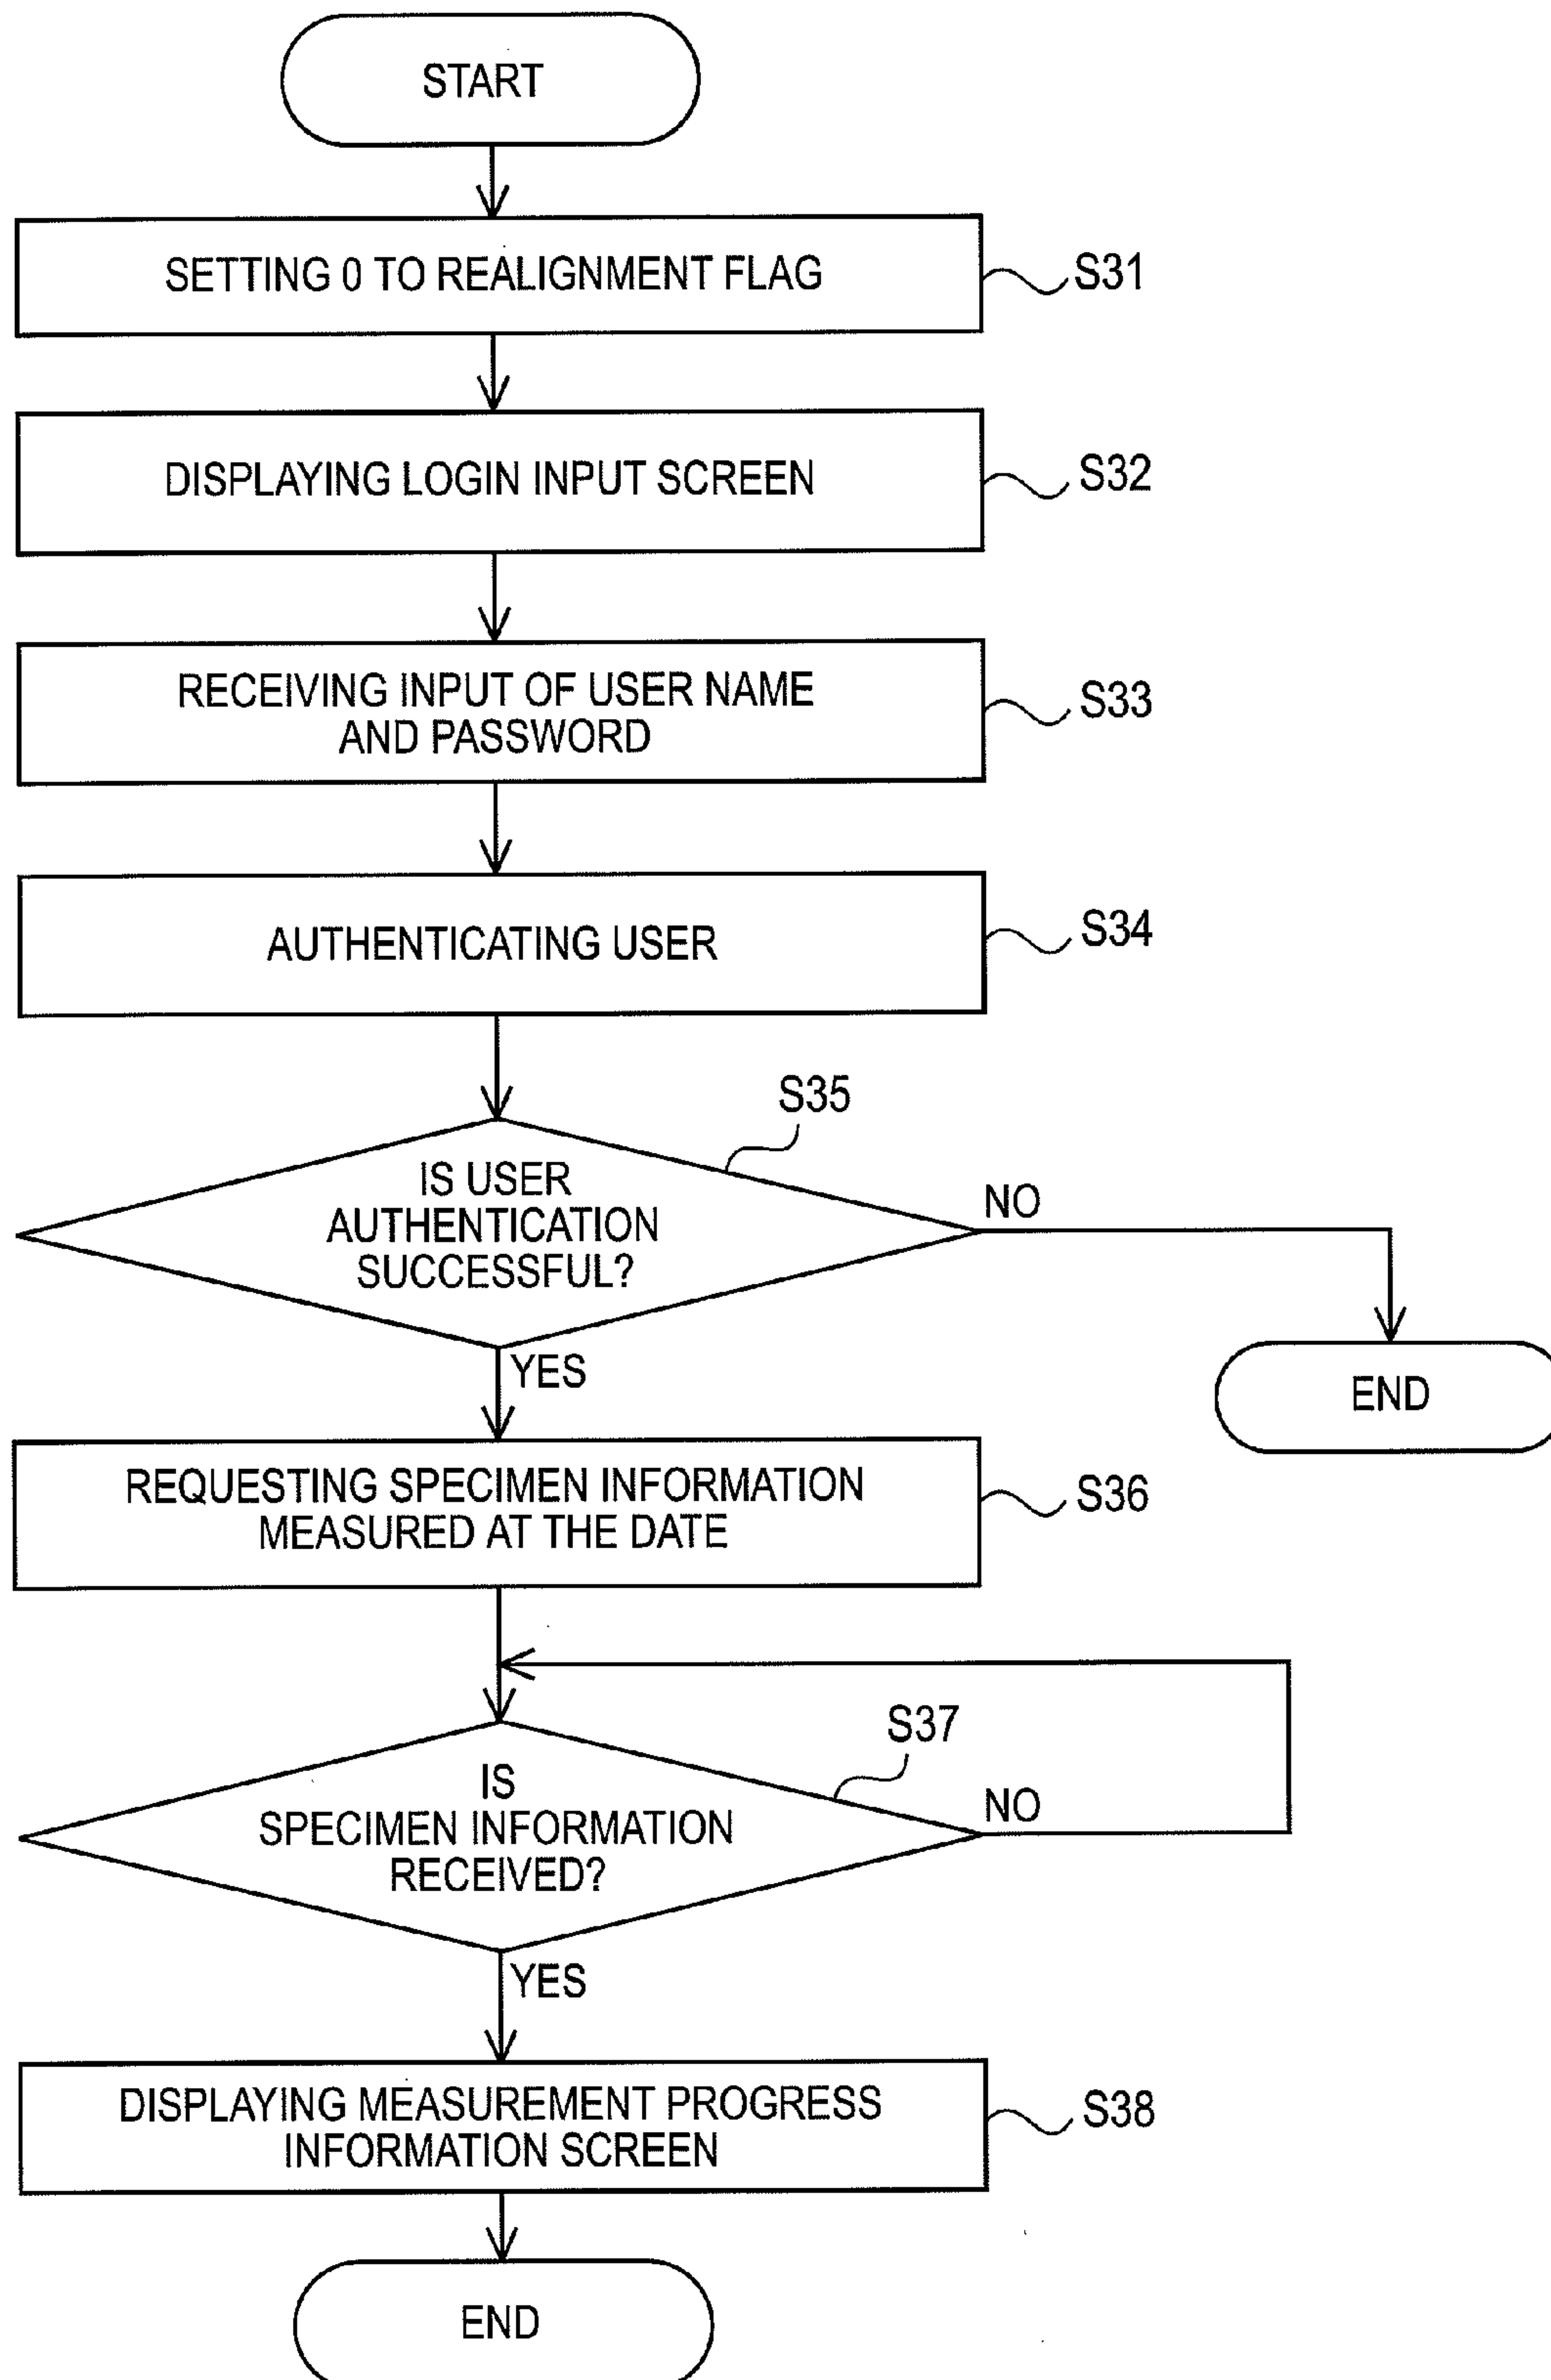 START
SETTING 0 TO REALIGNMENT FLAG
S31
DISPLAYING LOGIN INPUT SCREEN
S32
RECEIVING INPUT OF USER NAME
AND PASSWORD
S33
AUTHENTICATING USER
S34
S35
IS USER
AUTHENTICATION
SUCCESSFUL?
NO
YES
END
REQUESTING SPECIMEN INFORMATION
MEASURED AT THE DATE
S36
S37
IS
SPECIMEN INFORMATION
RECEIVED?
NO
YES
DISPLAYING MEASUREMENT PROGRESS
INFORMATION SCREEN
S38
END